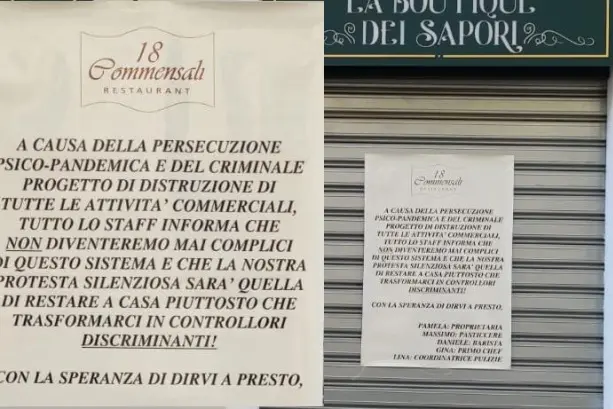 18
Commensali
RESTAURANT
A CAUSA DELLA PERSECUZIONE
PSICO-PANDEMICA E DEL CRIMINALE
PROGETTO DI DISTRUZIONE DI
TUTTE LE ATTIVITA' COMMERCIALI,
TUTTO LO STAFF INFORMA CHE
NON DIVENTEREMO MAI COMPLICI
DI QUESTO SISTEMA E CHE LA NOSTRA
PROTESTA SILENZIOSA SARA' QUELLA
DI RESTARE A CASA PIUTTOSTO CHE
TRASFORMARCI IN CONTROLLORI
DISCRIMINANTI!
CON LA SPERANZA DI DIRVI A PRESTO,
LA BOUTIQUE
DEI SAPORI
18
Commensali
RESTAURANT
A CAUSA DELLA PERSECUZIONE
PSICO-PANDEMICA E DEL CRIMINALE
PROGETTO DI DISTRUZIONE DI
TUTTE LE ATTIVITA' COMMERCIALI,
TUTTO LO STAFF INFORMA CHE
NON DIVENTEREMO MAI COMPLICI
DI QUESTO SISTEMA E CHE LA NOSTRA
PROTESTA SILENZIOSA SARA' QUELLA
DI RESTARE A CASA PIUTTOSTO CHE
TRASFORMARCI IN CONTROLLORI
DISCRIMINANTI!
CON LA SPERANZA DI DIRVI A PRESTO,
PAMELA: PROPRIETARIA
MASSIMO: PASTICCERE
DANIELE: BARISTA
GINA: PRIMO CHEF
LINA: COORDINATRICE PULIZIE